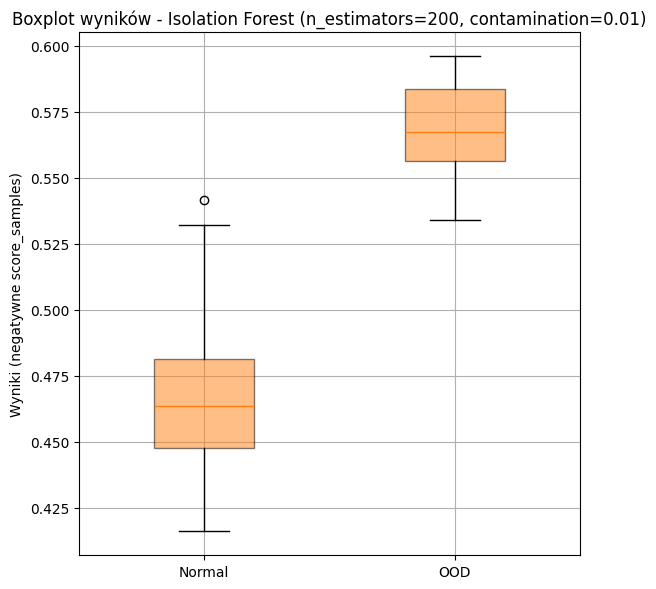 Boxplot wyników - Isolation Forest (n_estimators=200, contamination=0.01)
Wyniki (negatywne score_samples)
0.600
0.575
0.550
0.525
0.500
0.475
0.450
0.425
Normal
OOD